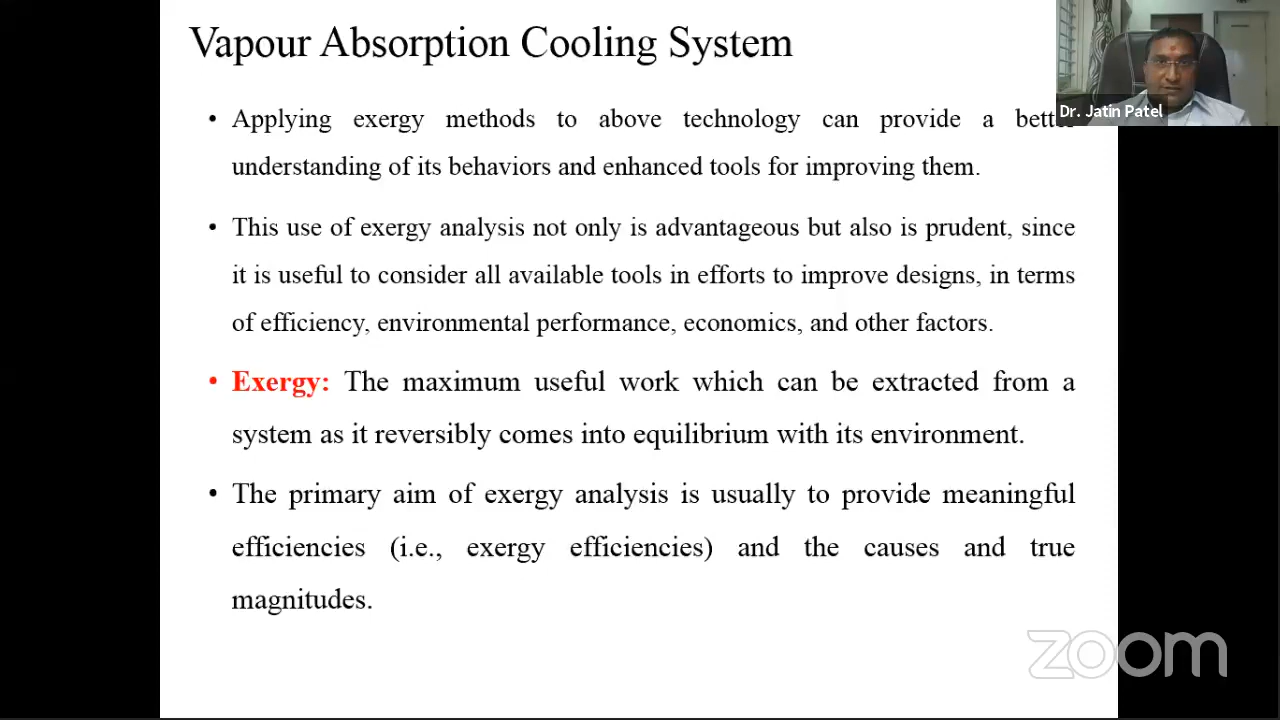 Vapour Absorption Cooling System
Dr. Jatin Patel
• Applying exergy methods to above technology can provide a better
understanding of its behaviors and enhanced tools for improving them.
• This use of exergy analysis not only is advantageous but also is prudent, since
it is useful to consider all available tools in efforts to improve designs, in terms
of efficiency, environmental performance, economics, and other factors.
• Exergy: The maximum useful work which can be extracted from a
system as it reversibly comes into equilibrium with its environment.
• The primary aim of exergy analysis is usually to provide meaningful
efficiencies (i.e., exergy efficiencies) and the causes and true
magnitudes.
zoom